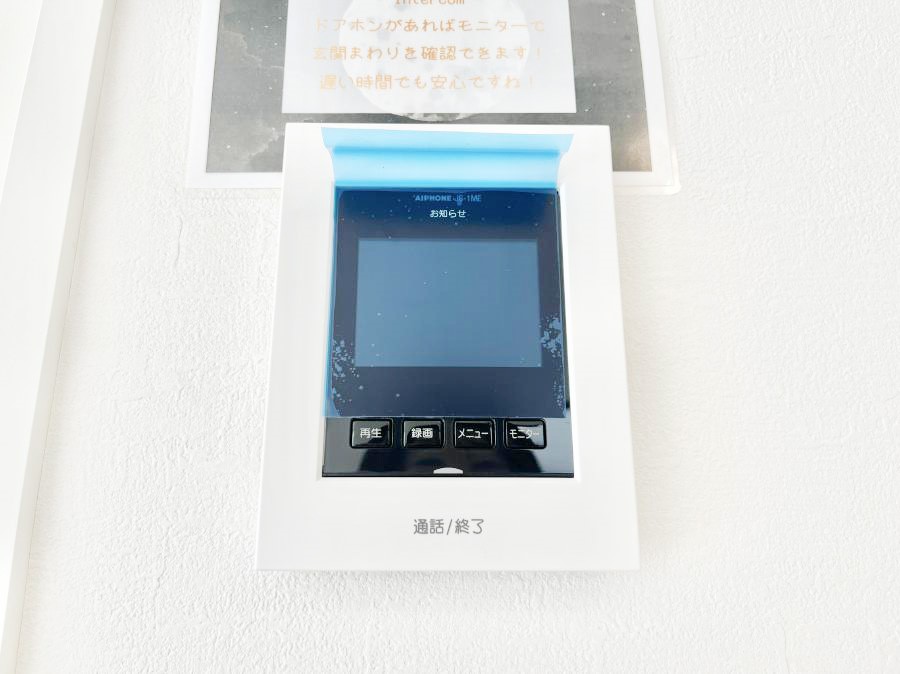 Intercom
ドアホンがあればモニターで
玄関まわりを確認できます!
遅い時間でも安心ですね!
AIPHONE JS-1ME
お知らせ
再生 録画 メニュー モニター
通話/終了